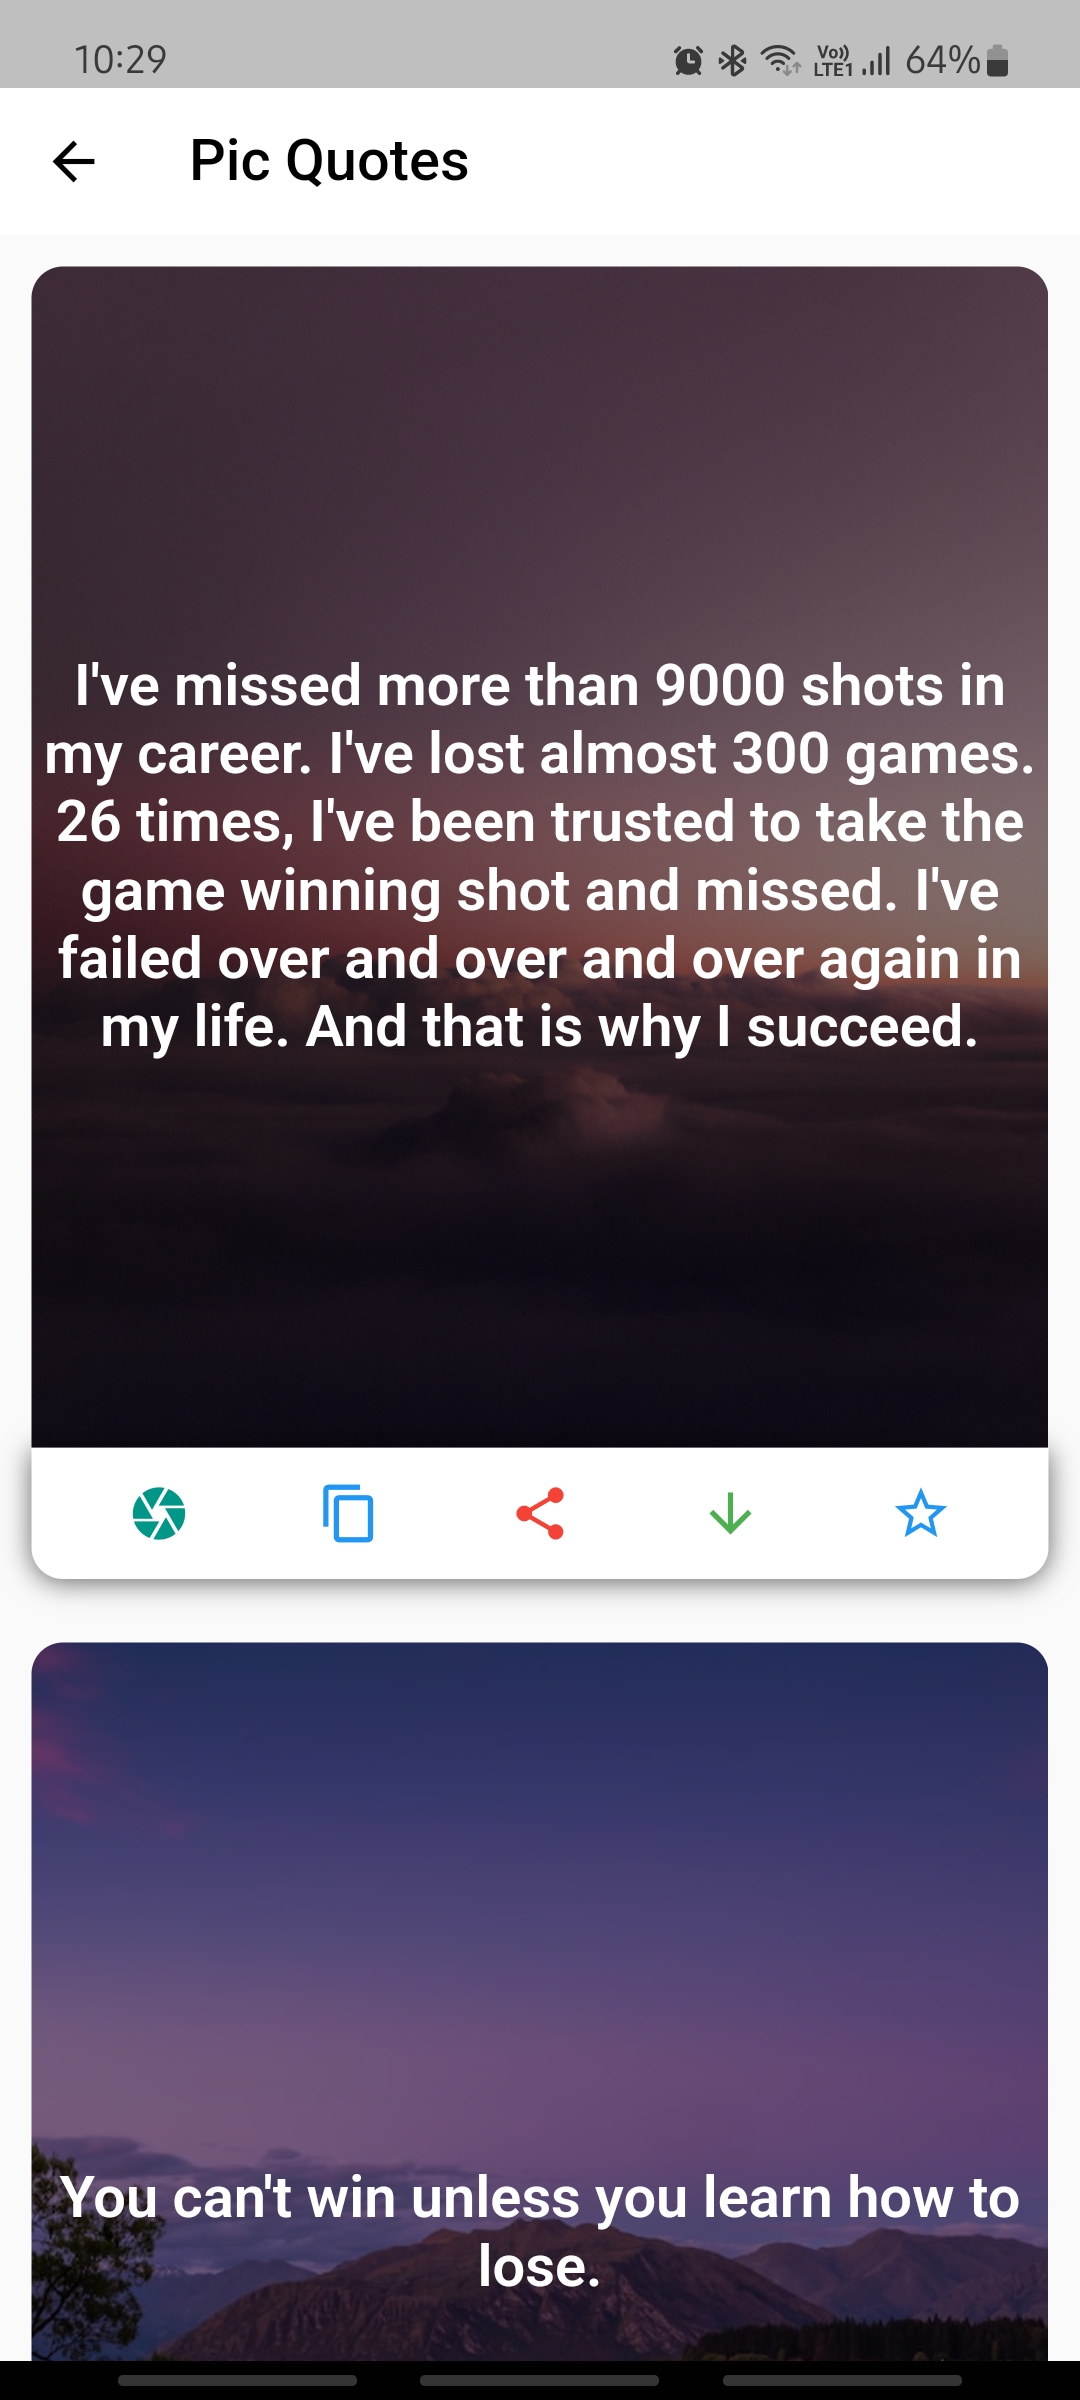 10:29
Vo))
LTE1
64%
Pic Quotes
I've missed more than 9000 shots in
my career. I've lost almost 300 games.
26 times, I've been trusted to take the
game winning shot and missed. I've
failed over and over and over again in
my life. And that is why I succeed.
You can't win unless you learn how to
lose.